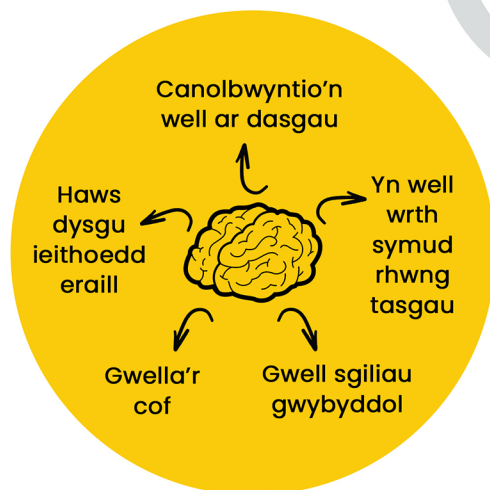 Canolbwyntio'n
well ar dasgau
Haws
dysgu
ieithoedd
eraill
Yn well
wrth
symud
rhwng
tasgau
Gwella'r
cof
Gwell sgiliau
gwybyddol